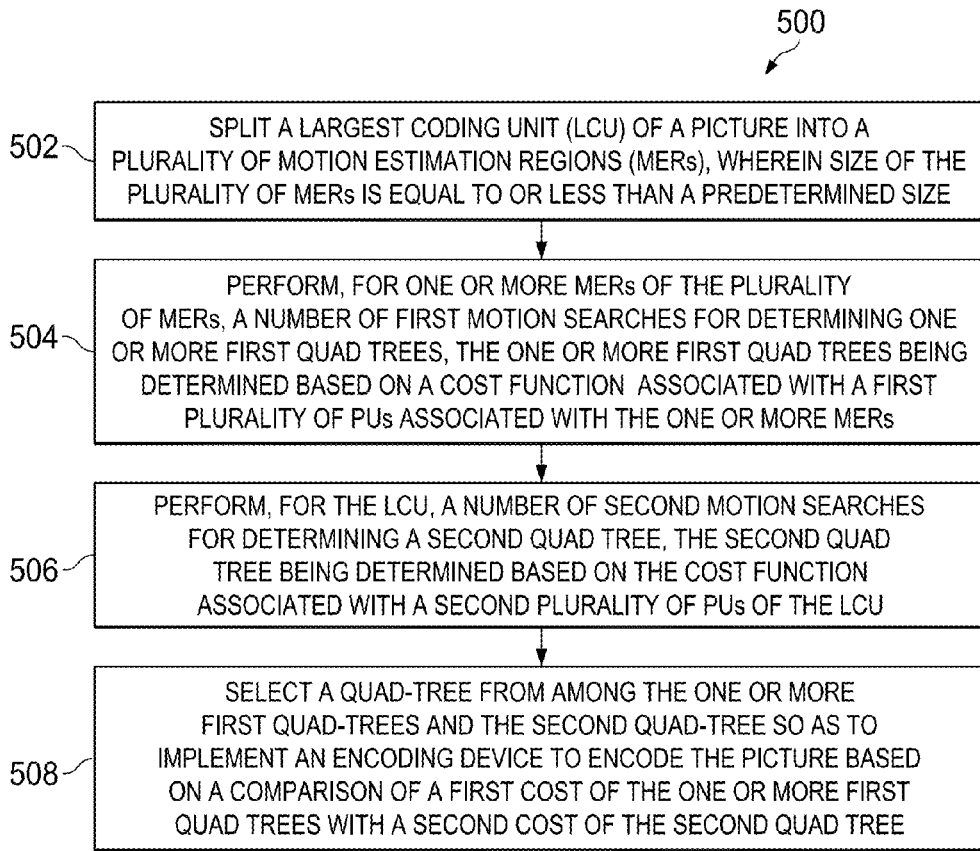 500
502
SPLIT A LARGEST CODING UNIT (LCU) OF A PICTURE INTO A
PLURALITY OF MOTION ESTIMATION REGIONS (MERs), WHEREIN SIZE OF THE
PLURALITY OF MERs IS EQUAL TO OR LESS THAN A PREDETERMINED SIZE
504
PERFORM, FOR ONE OR MORE MERs OF THE PLURALITY
OF MERs, A NUMBER OF FIRST MOTION SEARCHES FOR DETERMINING ONE
OR MORE FIRST QUAD TREES, THE ONE OR MORE FIRST QUAD TREES BEING
DETERMINED BASED ON A COST FUNCTION ASSOCIATED WITH A FIRST
PLURALITY OF PUs ASSOCIATED WITH THE ONE OR MORE MERs
506
PERFORM, FOR THE LCU, A NUMBER OF SECOND MOTION SEARCHES
FOR DETERMINING A SECOND QUAD TREE, THE SECOND QUAD
TREE BEING DETERMINED BASED ON THE COST FUNCTION
ASSOCIATED WITH A SECOND PLURALITY OF PUs OF THE LCU
508
SELECT A QUAD-TREE FROM AMONG THE ONE OR MORE
FIRST QUAD-TREES AND THE SECOND QUAD-TREE SO AS TO
IMPLEMENT AN ENCODING DEVICE TO ENCODE THE PICTURE BASED
ON A COMPARISON OF A FIRST COST OF THE ONE OR MORE FIRST
QUAD TREES WITH A SECOND COST OF THE SECOND QUAD TREE